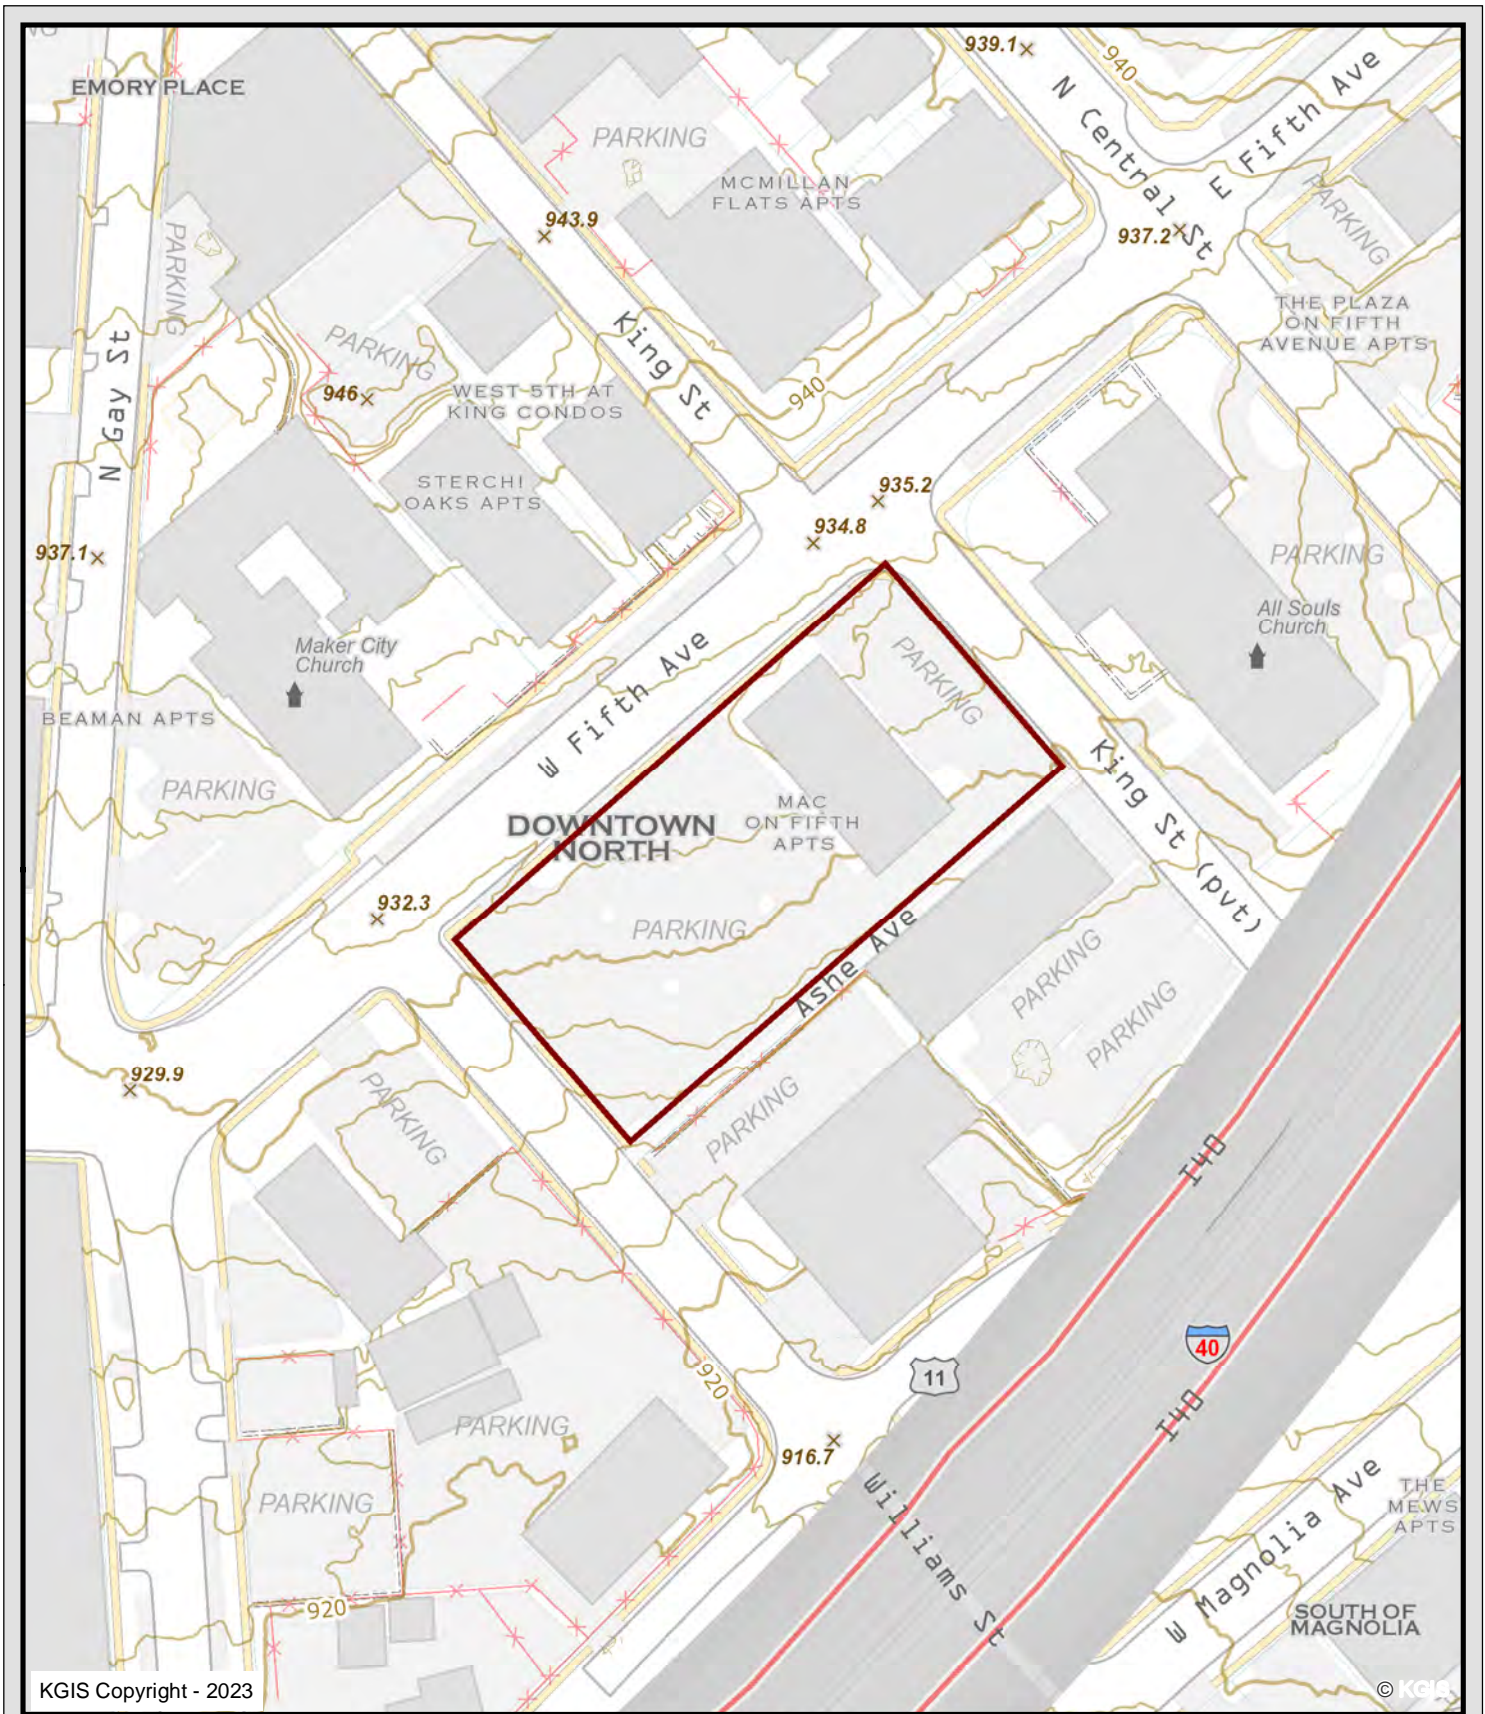 939.1
940
E Fifth Ave
EMORY PLACE
N Central St
PARKING
MCMILLAN
FLATS APTS
PARKING
943.9
937.2
PARKING
THE PLAZA
ON FIFTH
AVENUE APTS
King St
N Gay St
PARKING
946
WEST 5TH AT
KING CONDOS
940
STERCHI
OAKS APTS
935.2
934.8
937.1
PARKING
All Souls
Church
Maker City
Church
W Fifth Ave
PARKING
BEAMAN APTS
King St (pvt)
PARKING
MAC
ON FIFTH
APTS
DOWNTOWN
NORTH
932.3
PARKING
Ashe Ave
PARKING
PARKING
929.9
PARKING
PARKING
I40
40
11
920
I40
PARKING
916.7
PARKING
Williams St
W Magnolia Ave
THE
MEWS
APTS
920
SOUTH OF
MAGNOLIA
KGIS Copyright - 2023
© KGIS